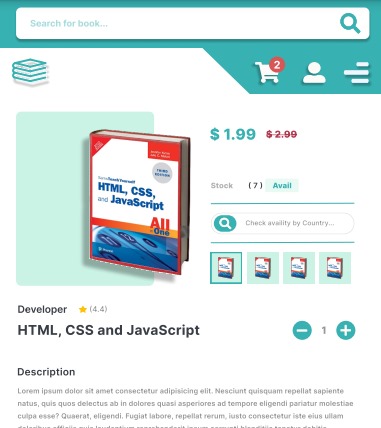 Search for book...
2
$ 1.99 $ 2.99
THIRD EDITION
Sams Teach Yourself
HTML, CSS,
and JavaScript
All
in One
Stock ( 7 ) Avail
Check availity by Country...
Developer (4.4)
HTML, CSS and JavaScript
1
Description
Lorem ipsum dolor sit amet consectetur adipisicing elit. Nesciunt quisquam repellat sapiente
natus, quis quos delectus ab in dolores quasi asperiores ad tempore eligendi pariatur molestiae
culpa esse? Quaerat, eligendi. Fugiat labore, repellat rerum, iusto consectetur iste eius ullam